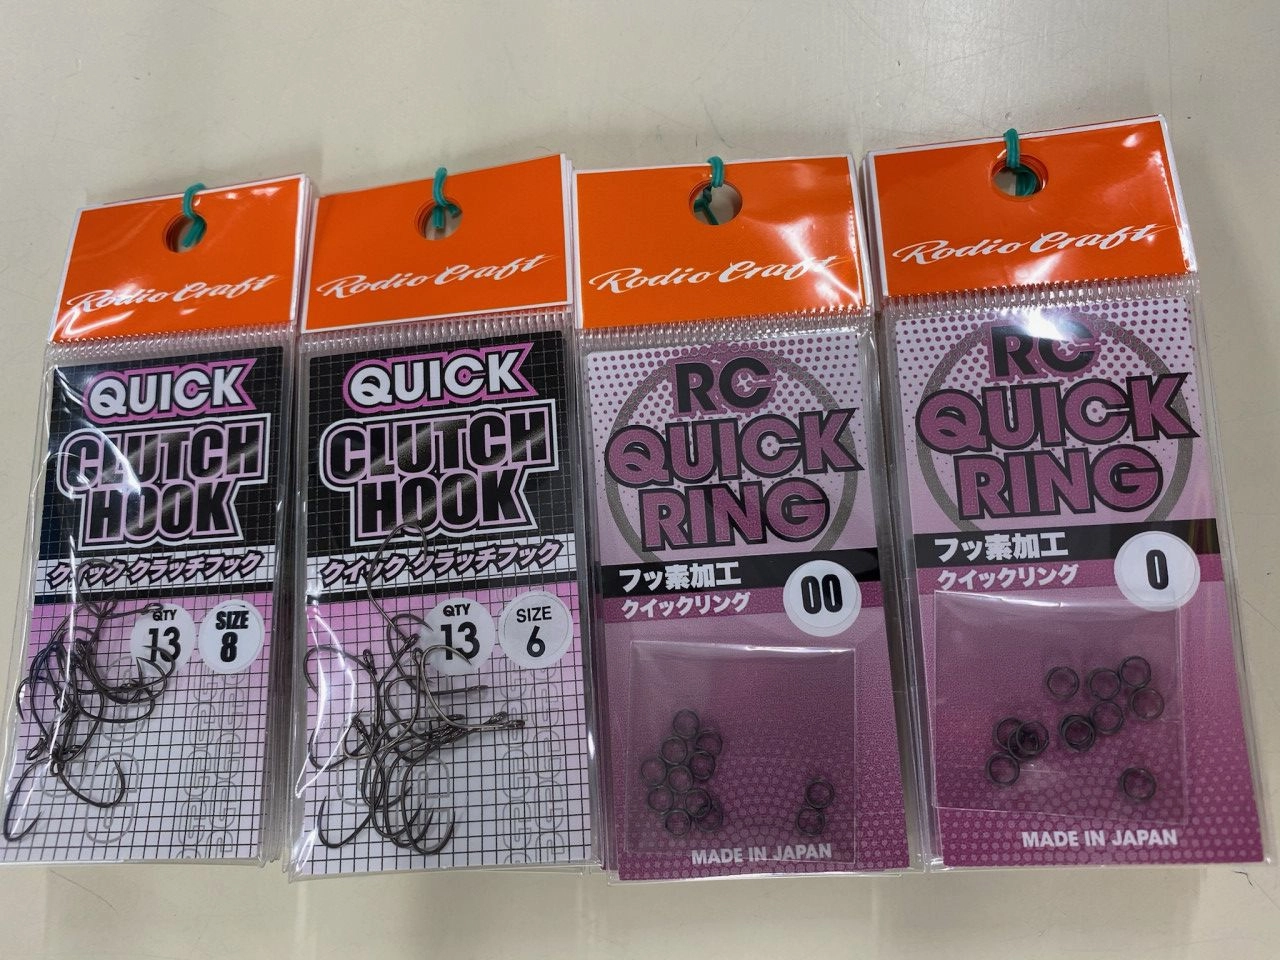 Rodio Craft
QUICK
CLUTCH
HOOK
クイック クラッチフック
QTY
13
SIZE
8
Rodio Craft
QUICK
CLUTCH
HOOK
クイック クラッチフック
QTY
13
SIZE
6
Rodio Craft
RC
QUICK
RING
フッ素加工
クイックリング
00
MADE IN JAPAN
Rodio Craft
RC
QUICK
RING
フッ素加工
クイックリング
0
MADE IN JAPAN